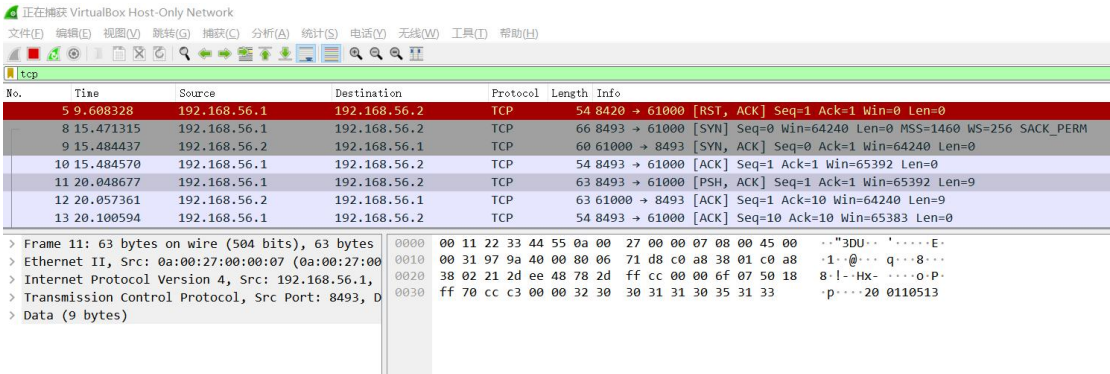 正在捕获 VirtualBox Host-Only Network
文件(F) 编辑(E) 视图(V) 跳转(G) 捕获(C) 分析(A) 统计(S) 电话(Y) 无线(W) 工具(T) 帮助(H)
tcp
No. Time Source Destination Protocol Length Info
5 9.608328 192.168.56.1 192.168.56.2 TCP 54 8420 → 61000 [RST, ACK] Seq=1 Ack=1 Win=0 Len=0
8 15.471315 192.168.56.1 192.168.56.2 TCP 66 8493 → 61000 [SYN] Seq=0 Win=64240 Len=0 MSS=1460 WS=256 SACK_PERM
9 15.484437 192.168.56.2 192.168.56.1 TCP 60 61000 → 8493 [SYN, ACK] Seq=0 Ack=1 Win=64240 Len=0
10 15.484570 192.168.56.1 192.168.56.2 TCP 54 8493 → 61000 [ACK] Seq=1 Ack=1 Win=65392 Len=0
11 20.048677 192.168.56.1 192.168.56.2 TCP 63 8493 → 61000 [PSH, ACK] Seq=1 Ack=1 Win=65392 Len=9
12 20.057361 192.168.56.2 192.168.56.1 TCP 63 61000 → 8493 [ACK] Seq=1 Ack=10 Win=64240 Len=9
13 20.100594 192.168.56.1 192.168.56.2 TCP 54 8493 → 61000 [ACK] Seq=10 Ack=10 Win=65383 Len=0
> Frame 11: 63 bytes on wire (504 bits), 63 bytes
> Ethernet II, Src: 0a:00:27:00:00:07 (0a:00:27:00
> Internet Protocol Version 4, Src: 192.168.56.1,
> Transmission Control Protocol, Src Port: 8493, D
> Data (9 bytes)
0000 00 11 22 33 44 55 0a 00 27 00 00 07 08 00 45 00 ··"3DU·· '·····E·
0010 00 31 97 9a 40 00 80 06 71 d8 c0 a8 38 01 c0 a8 ·1··@··· q···8···
0020 38 02 21 2d ee 48 78 2d ff cc 00 00 6f 07 50 18 8·!-·Hx- ····o·P·
0030 ff 70 cc c3 00 00 32 30 30 31 31 30 35 31 33 ·p····20 0110513